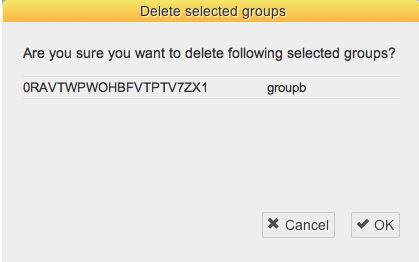 Delete selected groups
Are you sure you want to delete following selected groups?
0RAVTWPWOHBFVTPTV7ZX1 groupb
Cancel OK